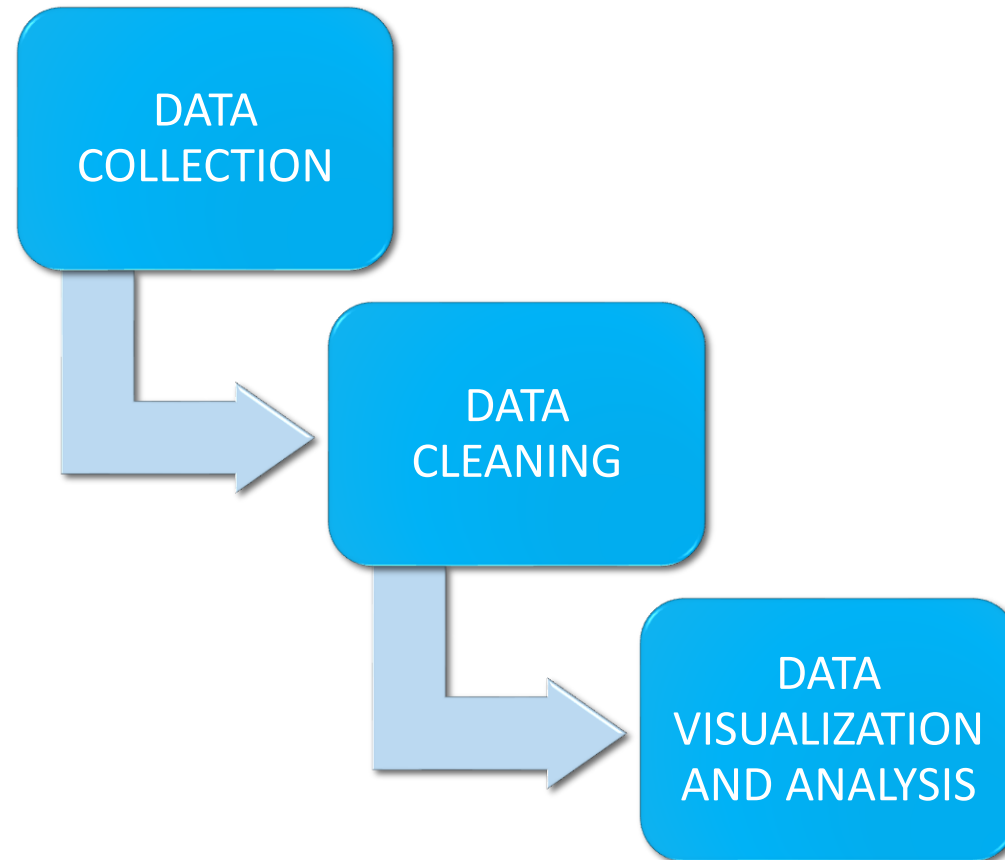 DATA
COLLECTION
DATA
CLEANING
DATA
VISUALIZATION
AND ANALYSIS